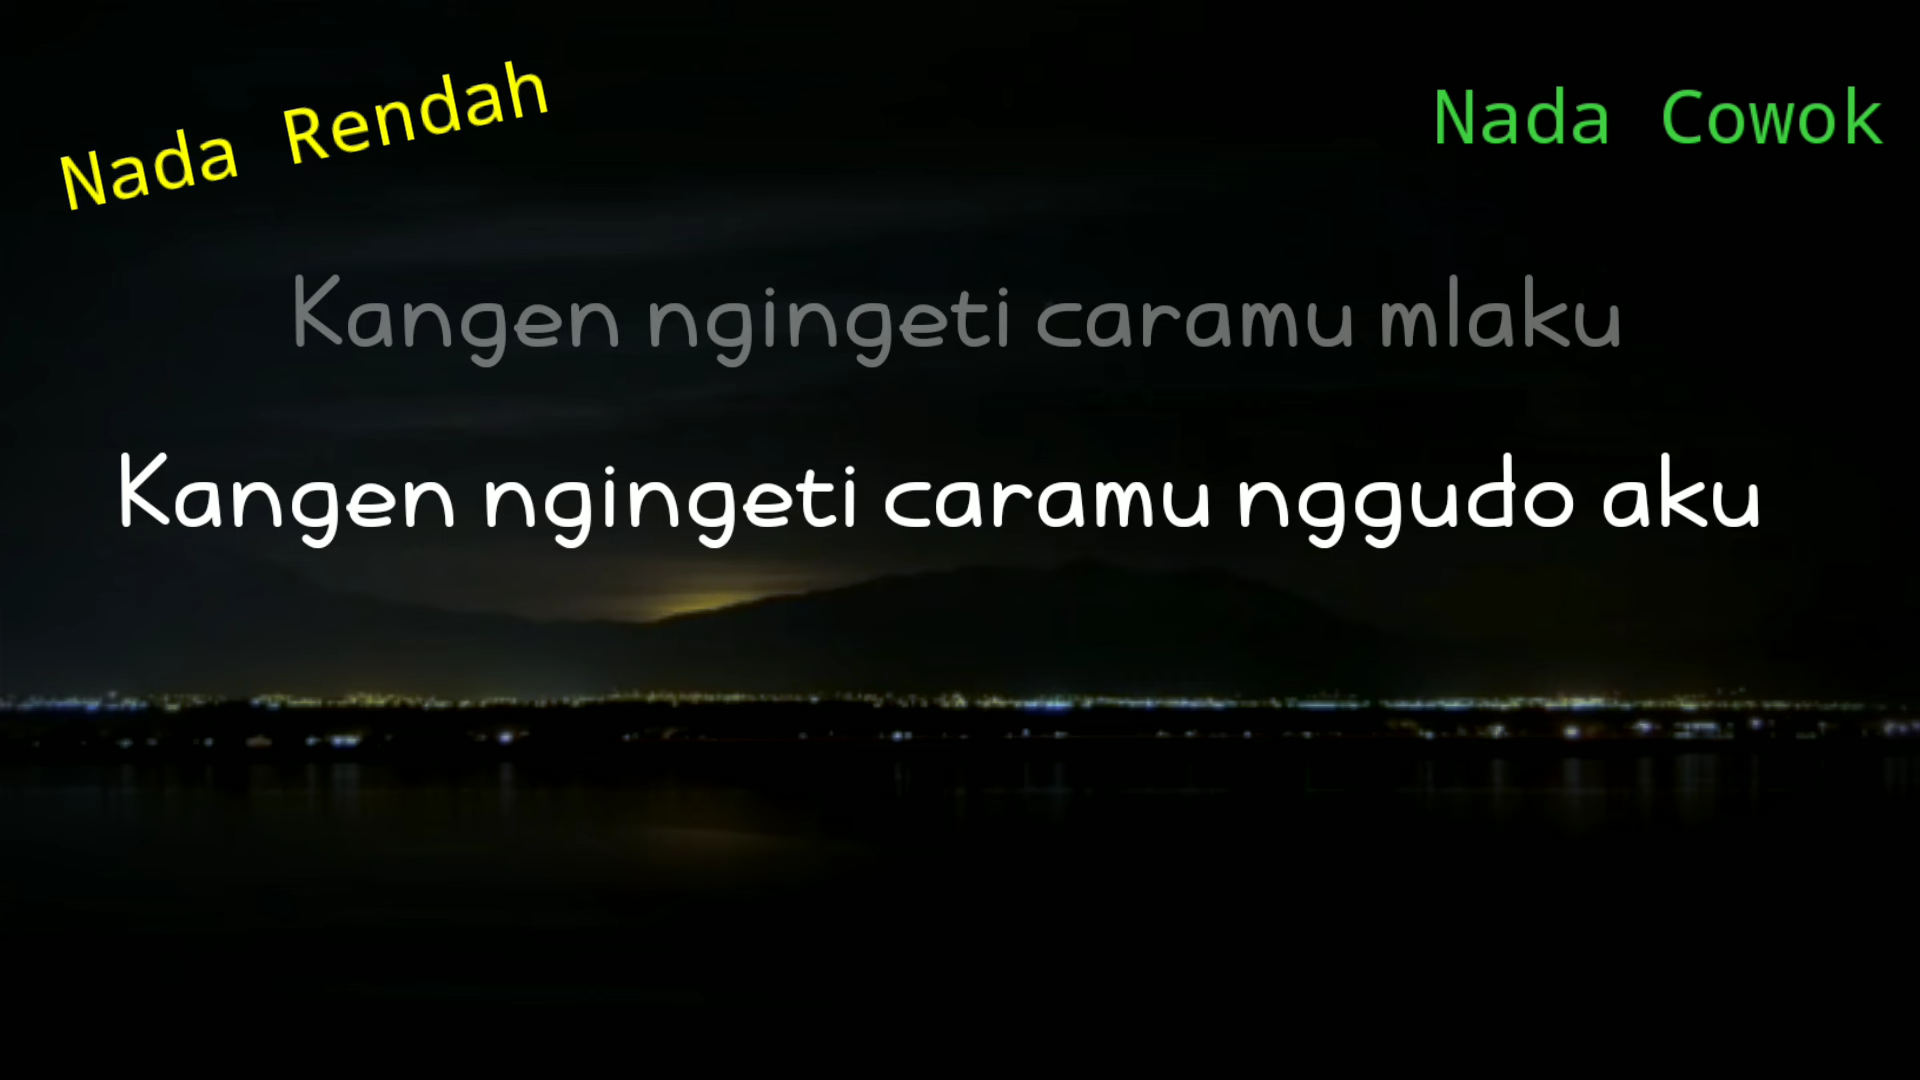 Nada Rendah
Nada Cowok
Kangen ngingeti caramu mlaku
Kangen ngingeti caramu nggudo aku